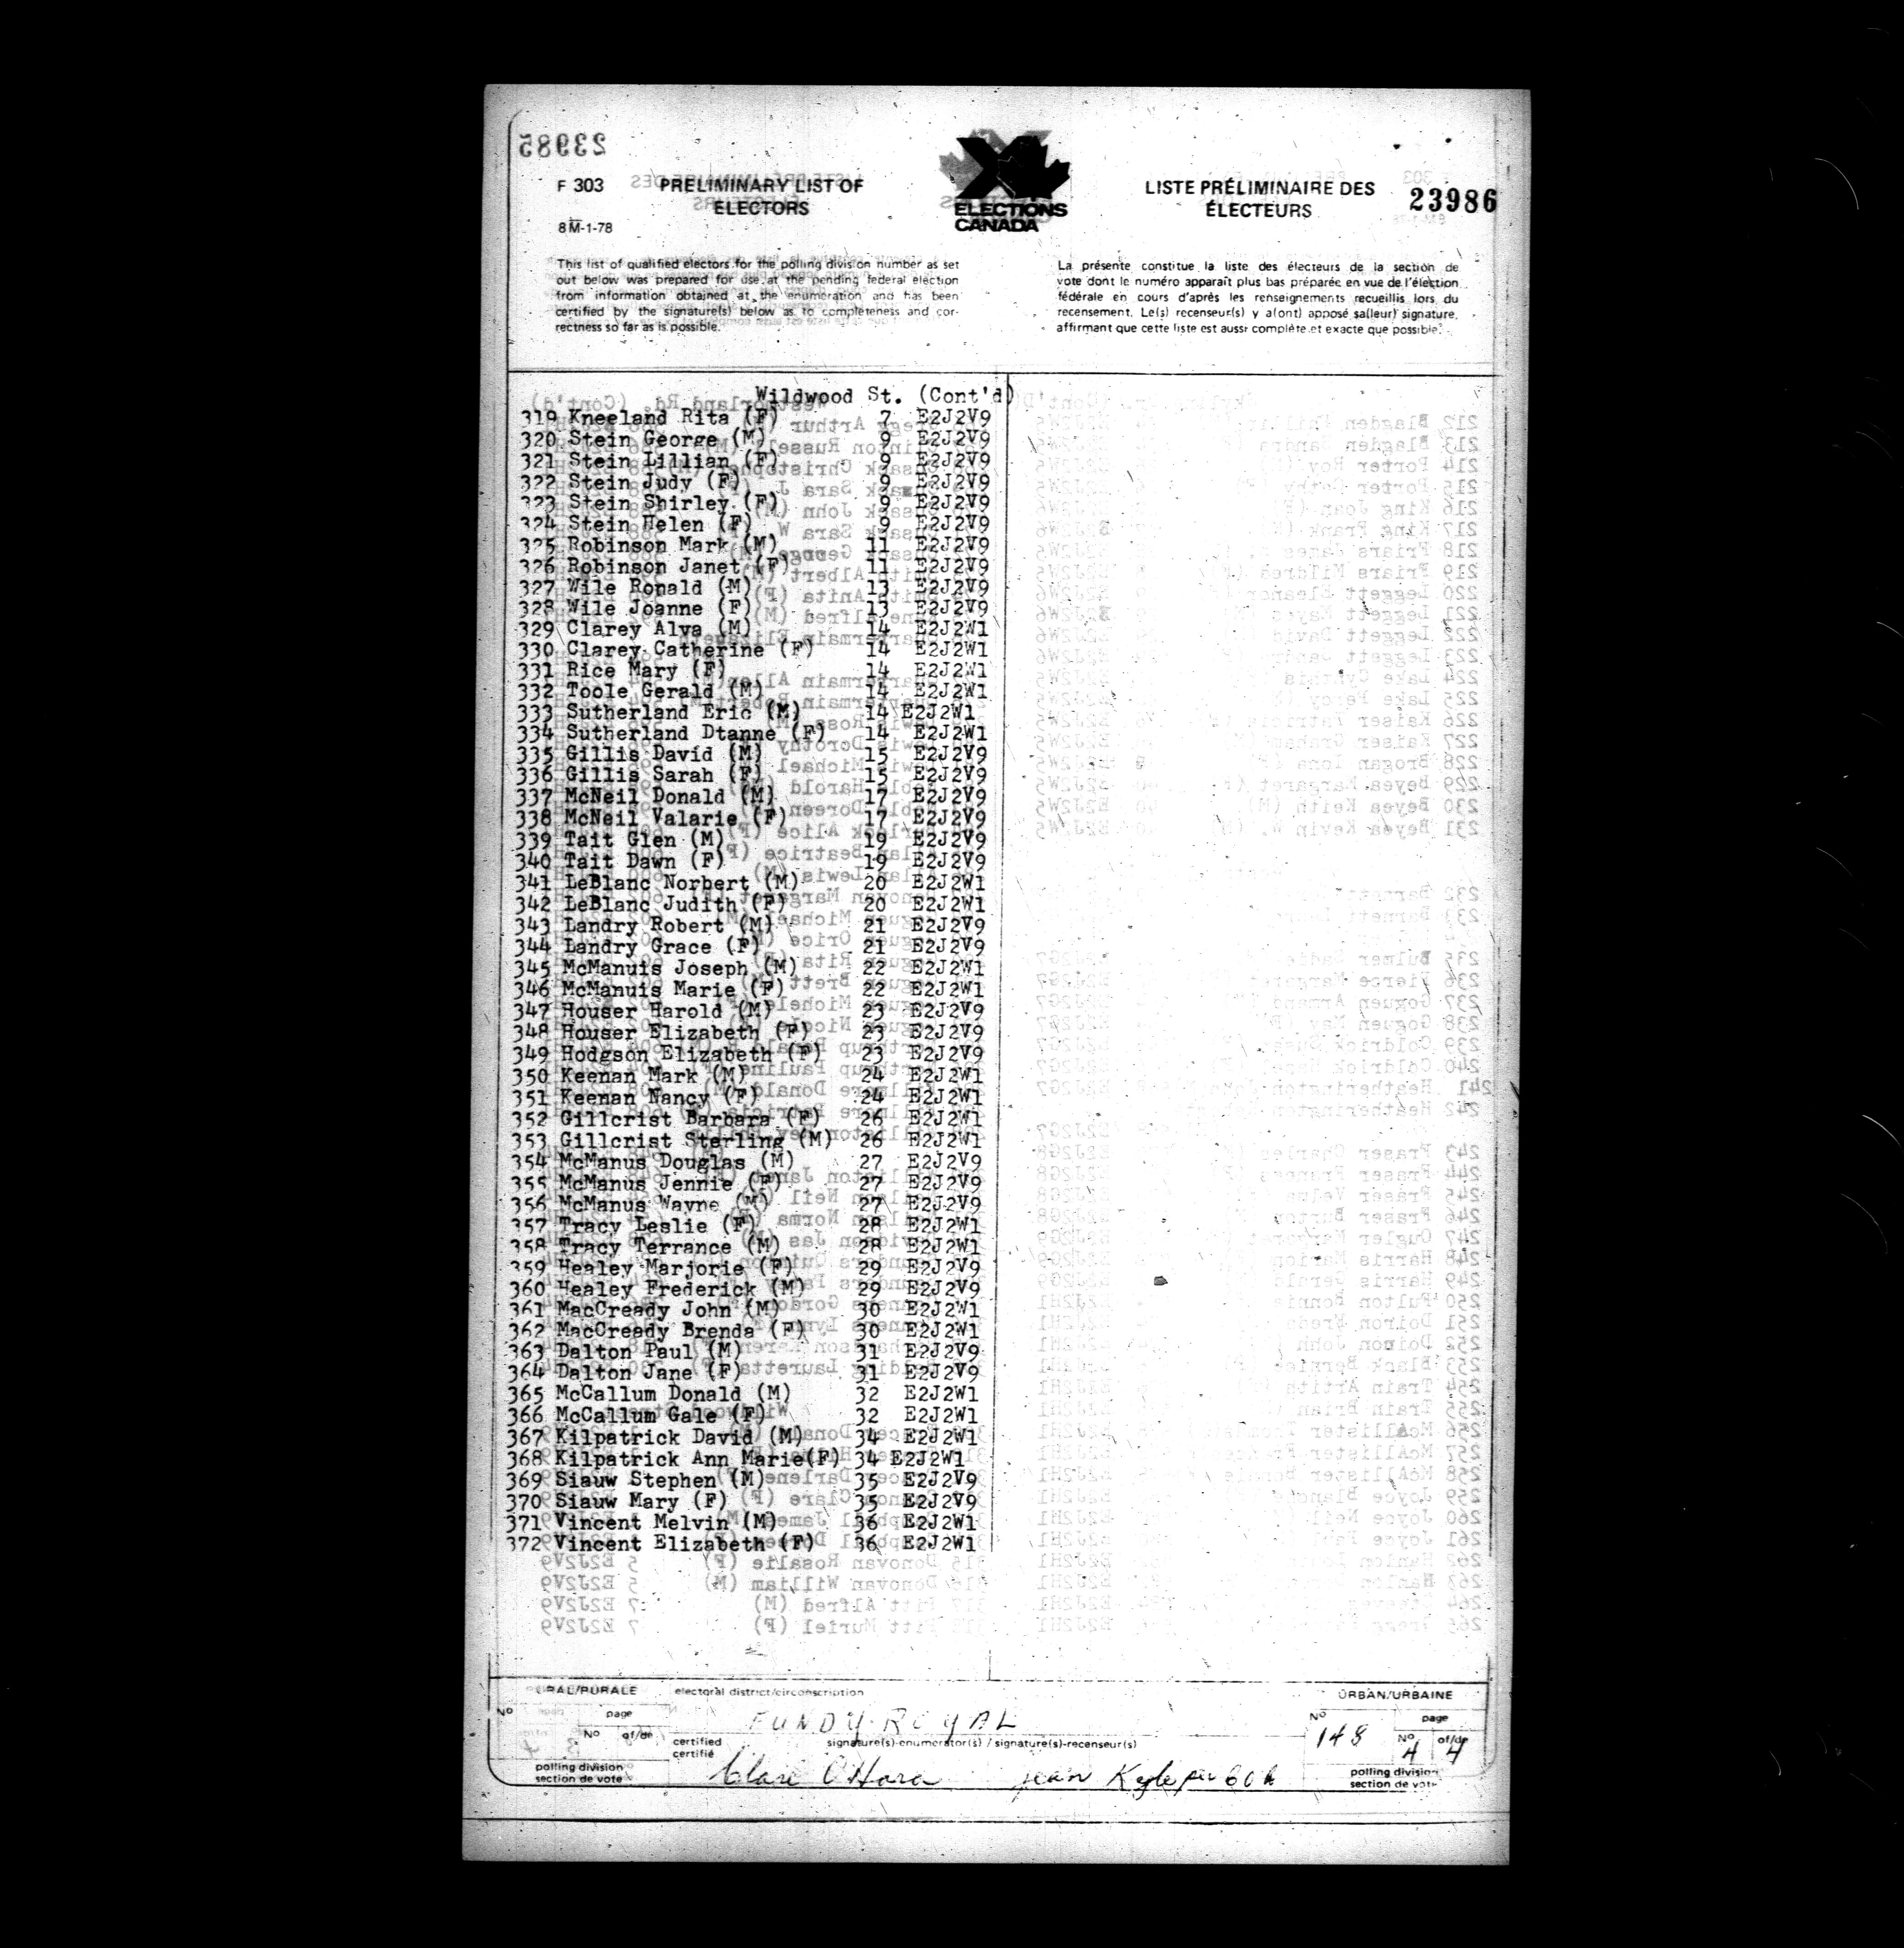 F 303
PRELIMINARY LIST OF
ELECTORS
8M-1-78
ELECTIONS
CANADA
LISTE PRÉLIMINAIRE DES
ÉLECTEURS
23986
This list of qualified electors for the polling division number as set
out below was prepared for use at the pending federal election
from information obtained at the enumeration and has been
certified by the signature(s) below as to completeness and cor-
rectness so far as is possible.
La présente constitue la liste des électeurs de la section de
vote dont le numéro apparaît plus bas préparée en vue de l'élection
fédérale en cours d'après les renseignements recueillis lors du
recensement. Le(s) recenseur(s) y a(ont) apposé sa(leur) signature,
affirmant que cette liste est aussi complète et exacte que possible.
Wildwood St. (Cont'd)
319 Kneeland Rita (F) 7 E2J2V9
320 Stein George (M) 9 E2J2V9
321 Stein Lillian (F) 9 E2J2V9
322 Stein Judy (F) 9 E2J2V9
323 Stein Shirley (F) 9 E2J2V9
324 Stein Helen (F) 9 E2J2V9
325 Robinson Mark (M) 11 E2J2V9
326 Robinson Janet (F) 11 E2J2V9
327 Wile Ronald (M) 13 E2J2V9
328 Wile Joanne (F) 13 E2J2V9
329 Clarey Alva (M) 14 E2J2W1
330 Clarey Catherine (F) 14 E2J2W1
331 Rice Mary (F) 14 E2J2W1
332 Toole Gerald (M) 14 E2J2W1
333 Sutherland Eric (M) 14 E2J2W1
334 Sutherland Dtanne (F) 14 E2J2W1
335 Gillis David (M) 15 E2J2V9
336 Gillis Sarah (F) 15 E2J2V9
337 McNeil Donald (M) 17 E2J2V9
338 McNeil Valarie (F) 17 E2J2V9
339 Tait Glen (M) 19 E2J2V9
340 Tait Dawn (F) 19 E2J2V9
341 LeBlanc Norbert (M) 20 E2J2W1
342 LeBlanc Judith (F) 20 E2J2W1
343 Landry Robert (M) 21 E2J2V9
344 Landry Grace (F) 21 E2J2V9
345 McManuis Joseph (M) 22 E2J2W1
346 McManuis Marie (F) 22 E2J2W1
347 Houser Harold (M) 23 E2J2V9
348 Houser Elizabeth (F) 23 E2J2V9
349 Hodgson Elizabeth (F) 23 E2J2V9
350 Keenan Mark (M) 24 E2J2W1
351 Keenan Nancy (F) 24 E2J2W1
352 Gillcrist Barbara (F) 26 E2J2W1
353 Gillcrist Sterling (M) 26 E2J2W1
354 McManus Douglas (M) 27 E2J2V9
355 McManus Jennie (F) 27 E2J2V9
356 McManus Wayne (M) 27 E2J2V9
357 Tracy Leslie (F) 28 E2J2W1
358 Tracy Terrance (M) 28 E2J2W1
359 Healey Marjorie (F) 29 E2J2V9
360 Healey Frederick (M) 29 E2J2V9
361 MacCready John (M) 30 E2J2W1
362 MacCready Brenda (F) 30 E2J2W1
363 Dalton Paul (M) 31 E2J2V9
364 Dalton Jane (F) 31 E2J2V9
365 McCallum Donald (M) 32 E2J2W1
366 McCallum Gale (F) 32 E2J2W1
367 Kilpatrick David (M) 34 E2J2W1
368 Kilpatrick Ann Marie(F) 34 E2J2W1
369 Siauw Stephen (M) 35 E2J2V9
370 Siauw Mary (F) 35 E2J2V9
371 Vincent Melvin (M) 36 E2J2W1
372 Vincent Elizabeth (F) 36 E2J2W1
RURAL/RURALE
No
page
No of/de
polling division
section de vote
electoral district/circonscription
FUNDY-ROYAL
certified
certifié
signature(s)-enumerator(s) / signature(s)-recenseur(s)
Clare O'Hara Jean Kyle per
URBAN/URBAINE
No 148
page
No 4 of/de 4
polling division
section de vote